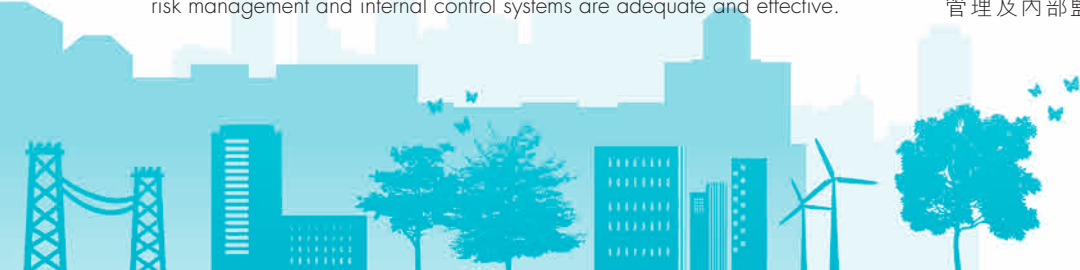 risk management and internal control systems are adequate and effective.
管理及內部監